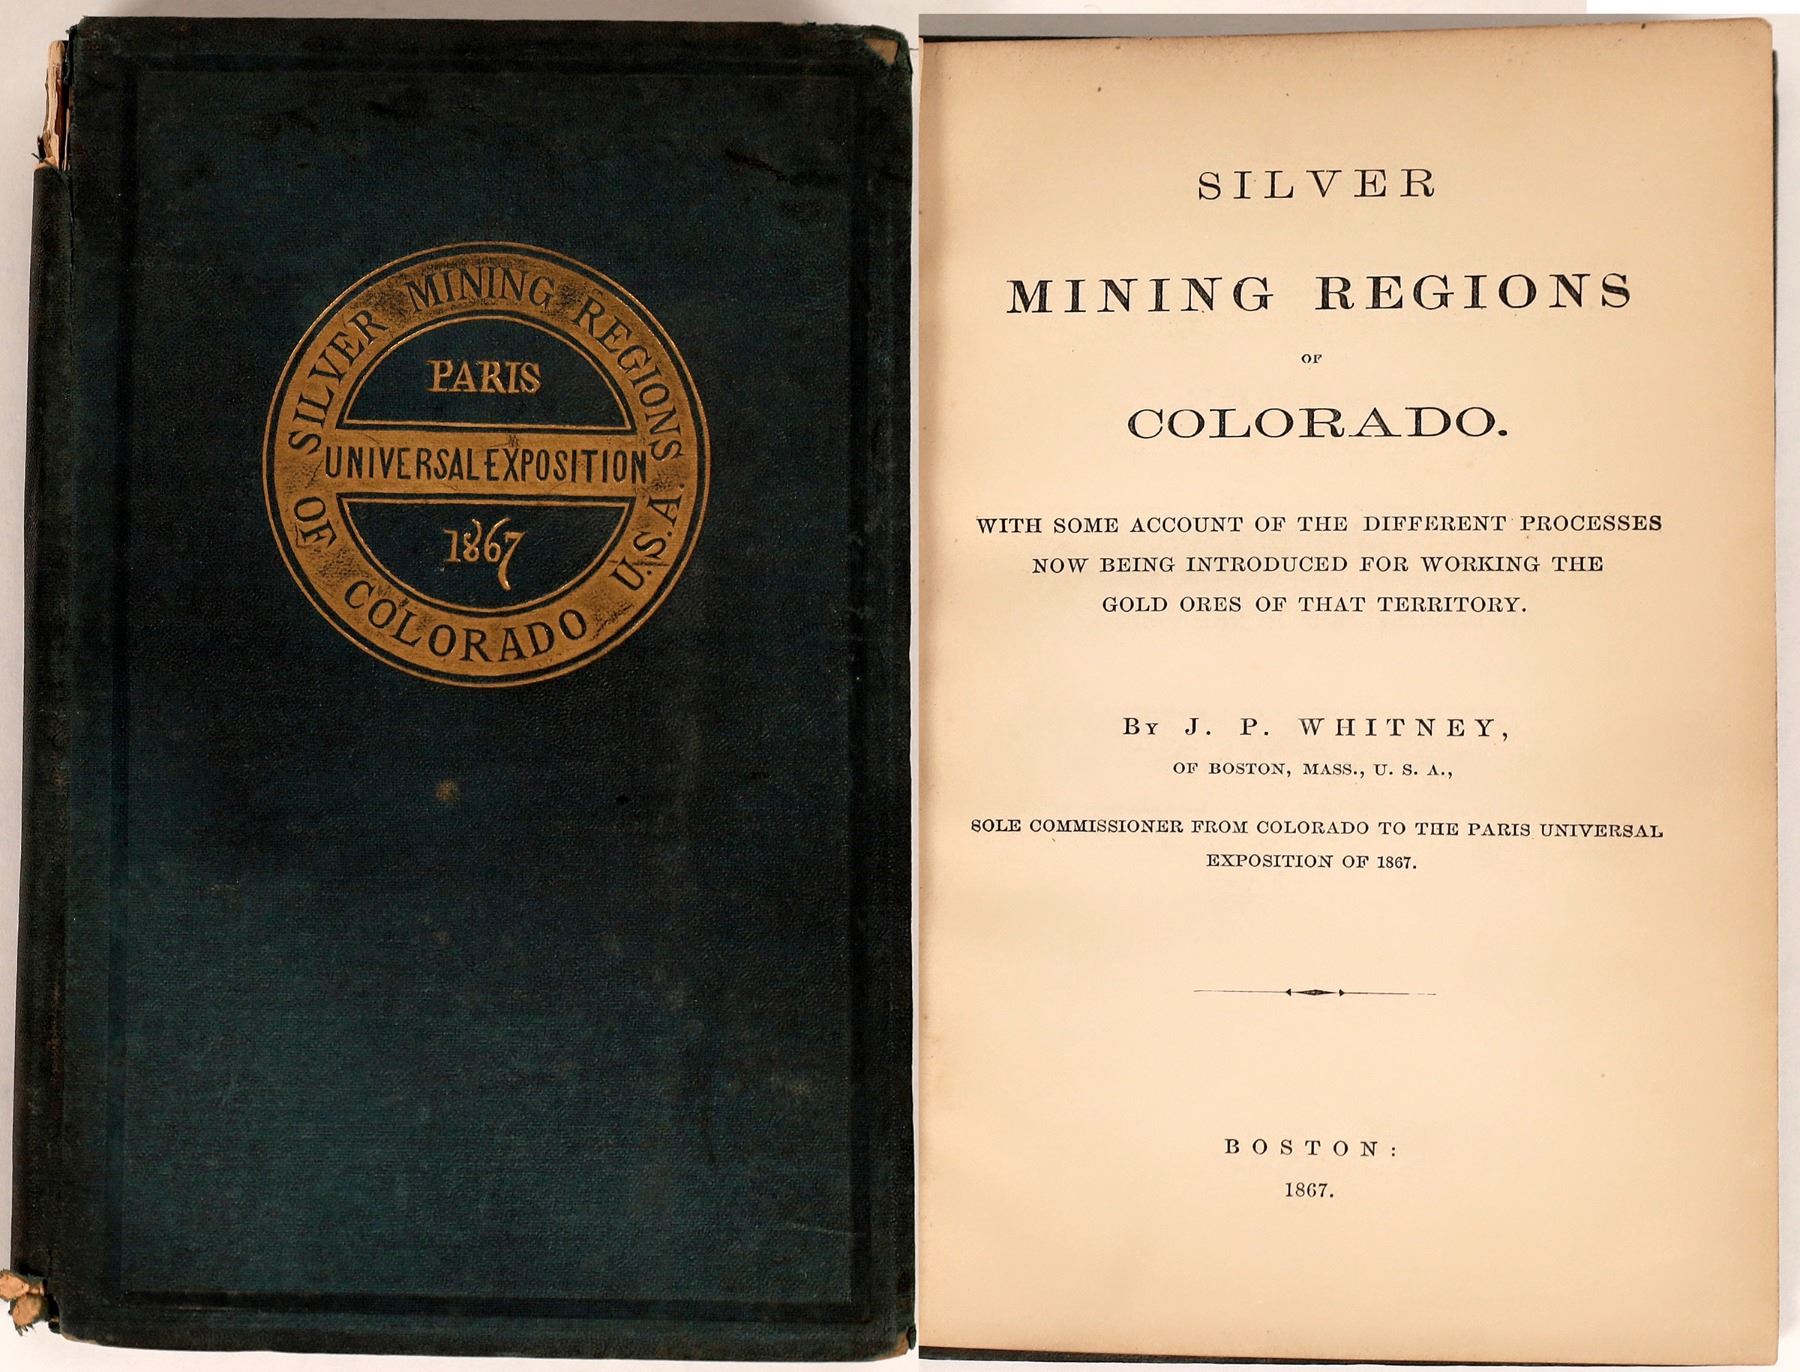 SILVER MINING REGIONS
OF COLORADO U.S.A.
PARIS
UNIVERSAL EXPOSITION
1867
SILVER
MINING REGIONS
OF
COLORADO.
WITH SOME ACCOUNT OF THE DIFFERENT PROCESSES
NOW BEING INTRODUCED FOR WORKING THE
GOLD ORES OF THAT TERRITORY.
BY J. P. WHITNEY,
OF BOSTON, MASS., U. S. A.,
SOLE COMMISSIONER FROM COLORADO TO THE PARIS UNIVERSAL
EXPOSITION OF 1867.
BOSTON:
1867.